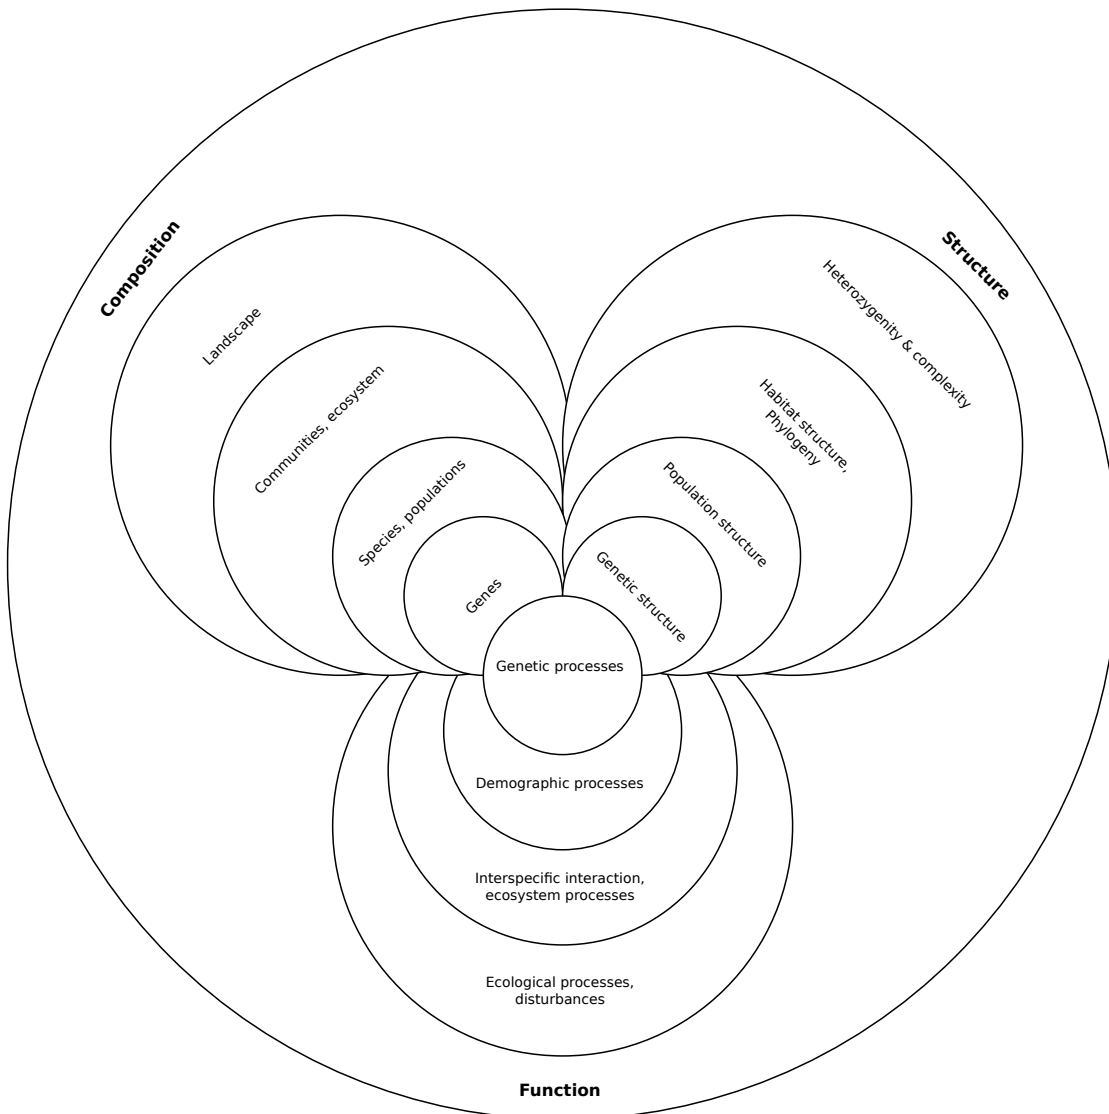 Composition
Landscape
Communities, ecosystem
Species, populations
Genes
Structure
Heterozygenity & complexity
Habitat structure,
Phylogeny
Population structure
Genetic structure
Genetic processes
Demographic processes
Interspecific interaction,
ecosystem processes
Ecological processes,
disturbances
Function